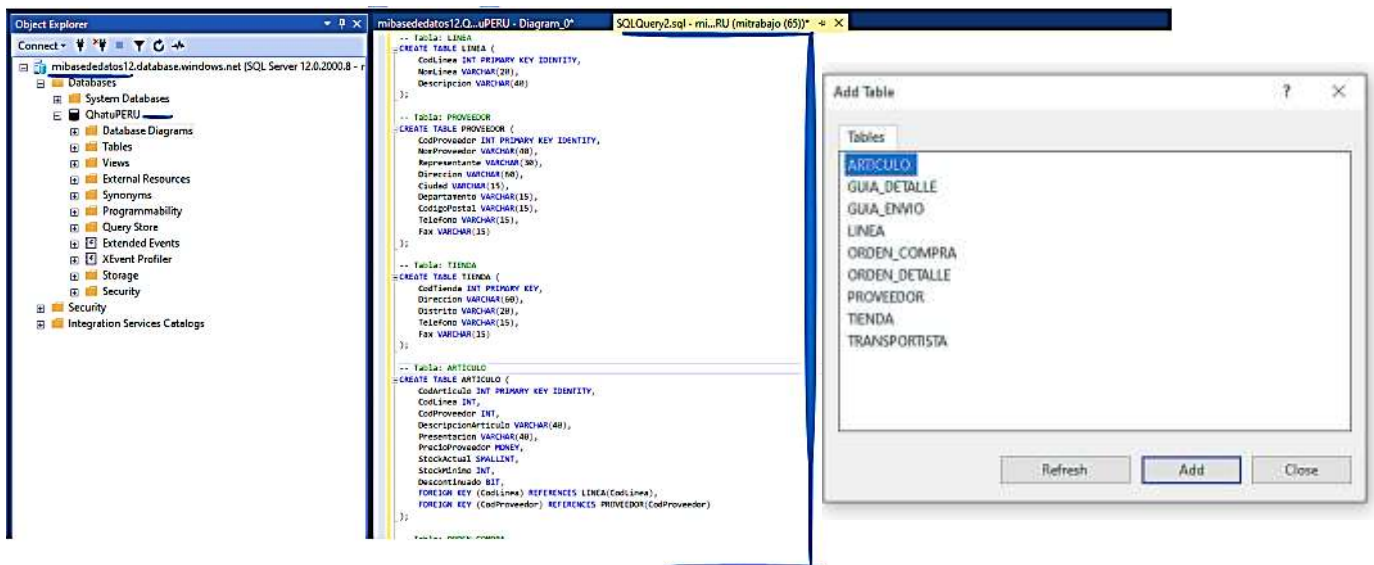 Object Explorer
Connect
mibasededatos12.database.windows.net (SQL Server 12.0.2000.8 - r
Databases
System Databases
QhatuPERU
Database Diagrams
Tables
Views
External Resources
Synonyms
Programmability
Query Store
Extended Events
XEvent Profiler
Storage
Security
Security
Integration Services Catalogs
mibasededatos12.Q...uPERU - Diagram_0*
SQLQuery2.sql - mi...RU (mitrabajo (65))*
-- Tabla: LINEA
CREATE TABLE LINEA (
CodLinea INT PRIMARY KEY IDENTITY,
NomLinea VARCHAR(20),
Descripcion VARCHAR(40)
);
-- Tabla: PROVEEDOR
CREATE TABLE PROVEEDOR (
CodProveedor INT PRIMARY KEY IDENTITY,
NomProveedor VARCHAR(40),
Representante VARCHAR(30),
Direccion VARCHAR(60),
Ciudad VARCHAR(15),
Departamento VARCHAR(15),
CodigoPostal VARCHAR(15),
Telefono VARCHAR(15),
Fax VARCHAR(15)
);
-- Tabla: TIENDA
CREATE TABLE TIENDA (
CodTienda INT PRIMARY KEY,
Direccion VARCHAR(60),
Distrito VARCHAR(20),
Telefono VARCHAR(15),
Fax VARCHAR(15)
);
-- Tabla: ARTICULO
CREATE TABLE ARTICULO (
CodArticulo INT PRIMARY KEY IDENTITY,
CodLinea INT,
CodProveedor INT,
DescripcionArticulo VARCHAR(40),
Presentacion VARCHAR(40),
PrecioProveedor MONEY,
StockActual SMALLINT,
StockMinimo INT,
Descontinuado BIT,
FOREIGN KEY (CodLinea) REFERENCES LINEA(CodLinea),
FOREIGN KEY (CodProveedor) REFERENCES PROVEEDOR(CodProveedor)
);
Add Table
?
Tables
ARTICULO
GUIA_DETALLE
GUIA_ENVIO
LINEA
ORDEN_COMPRA
ORDEN_DETALLE
PROVEEDOR
TIENDA
TRANSPORTISTA
Refresh
Add
Close